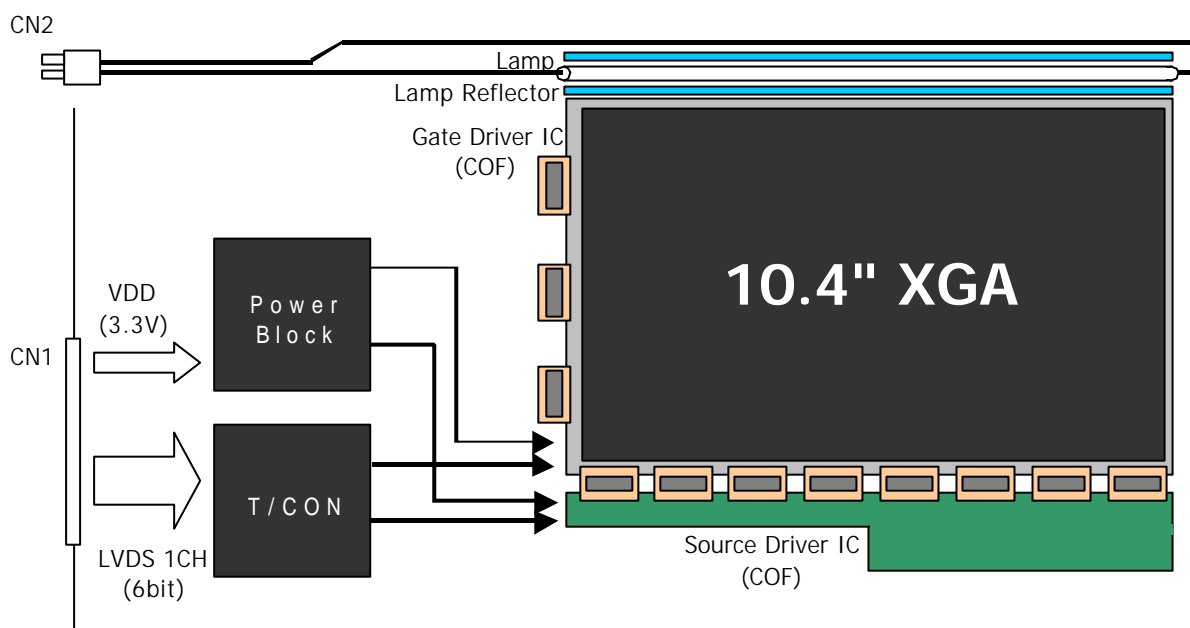 CN2
Lamp
Lamp Reflector
Gate Driver IC
(COF)
10.4" XGA
VDD
(3.3V)
Power
Block
CN1
T/CON
LVDS 1CH
(6bit)
Source Driver IC
(COF)